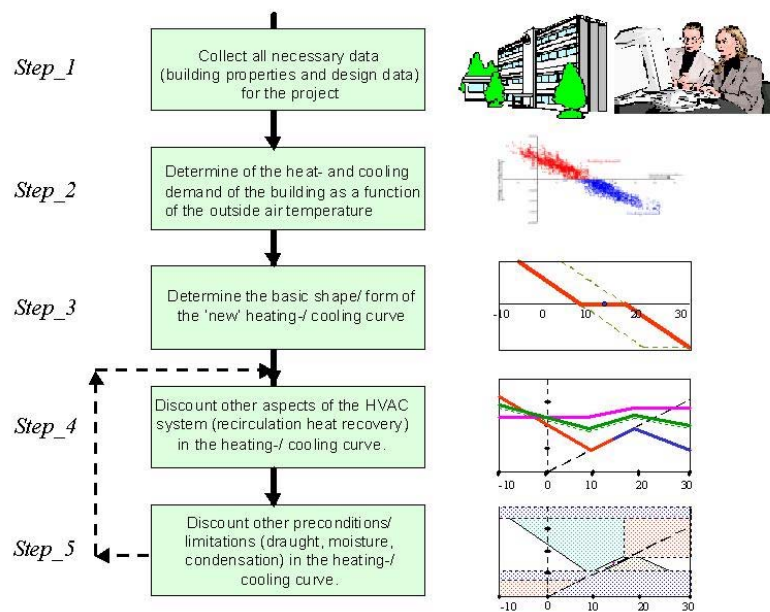 Step_1
Collect all necessary data
(building properties and design data)
for the project
Step_2
Determine of the heat- and cooling
demand of the building as a function
of the outside air temperature
Step_3
Determine the basic shape/ form of
the 'new' heating-/ cooling curve
-10 0 10 20 30
Step_4
Discount other aspects of the HVAC
system (recirculation heat recovery)
in the heating-/ cooling curve.
-10 0 10 20 30
Step_5
Discount other preconditions/
limitations (draught, moisture,
condensation) in the heating-/
cooling curve.
-10 0 10 20 30